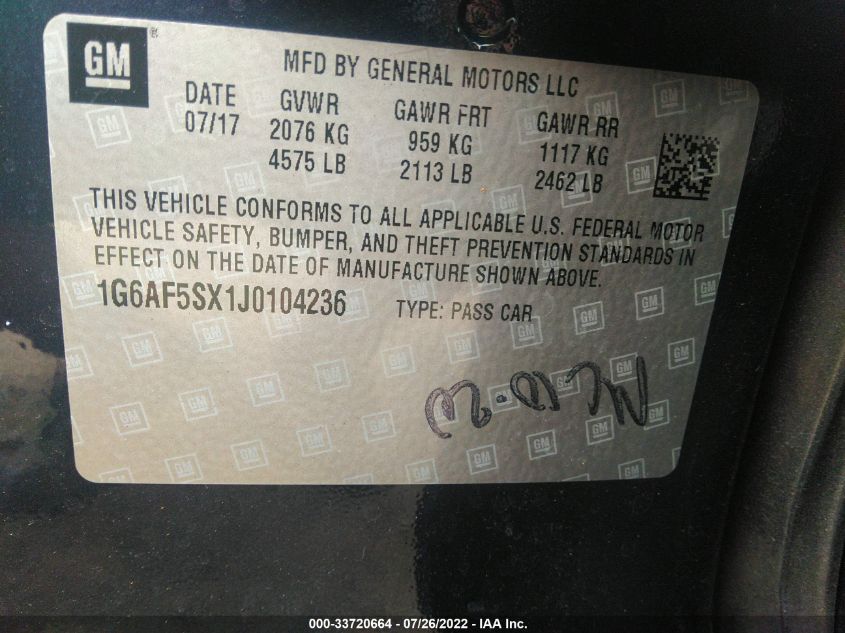 GM
MFD BY GENERAL MOTORS LLC
DATE GVWR GAWR FRT GAWR RR
07/17 2076 KG 959 KG 1117 KG
4575 LB 2113 LB 2462 LB
THIS VEHICLE CONFORMS TO ALL APPLICABLE U.S. FEDERAL MOTOR
VEHICLE SAFETY, BUMPER, AND THEFT PREVENTION STANDARDS IN
EFFECT ON THE DATE OF MANUFACTURE SHOWN ABOVE.
1G6AF5SX1J0104236 TYPE: PASS CAR
000-33720664 - 07/26/2022 - IAA Inc.